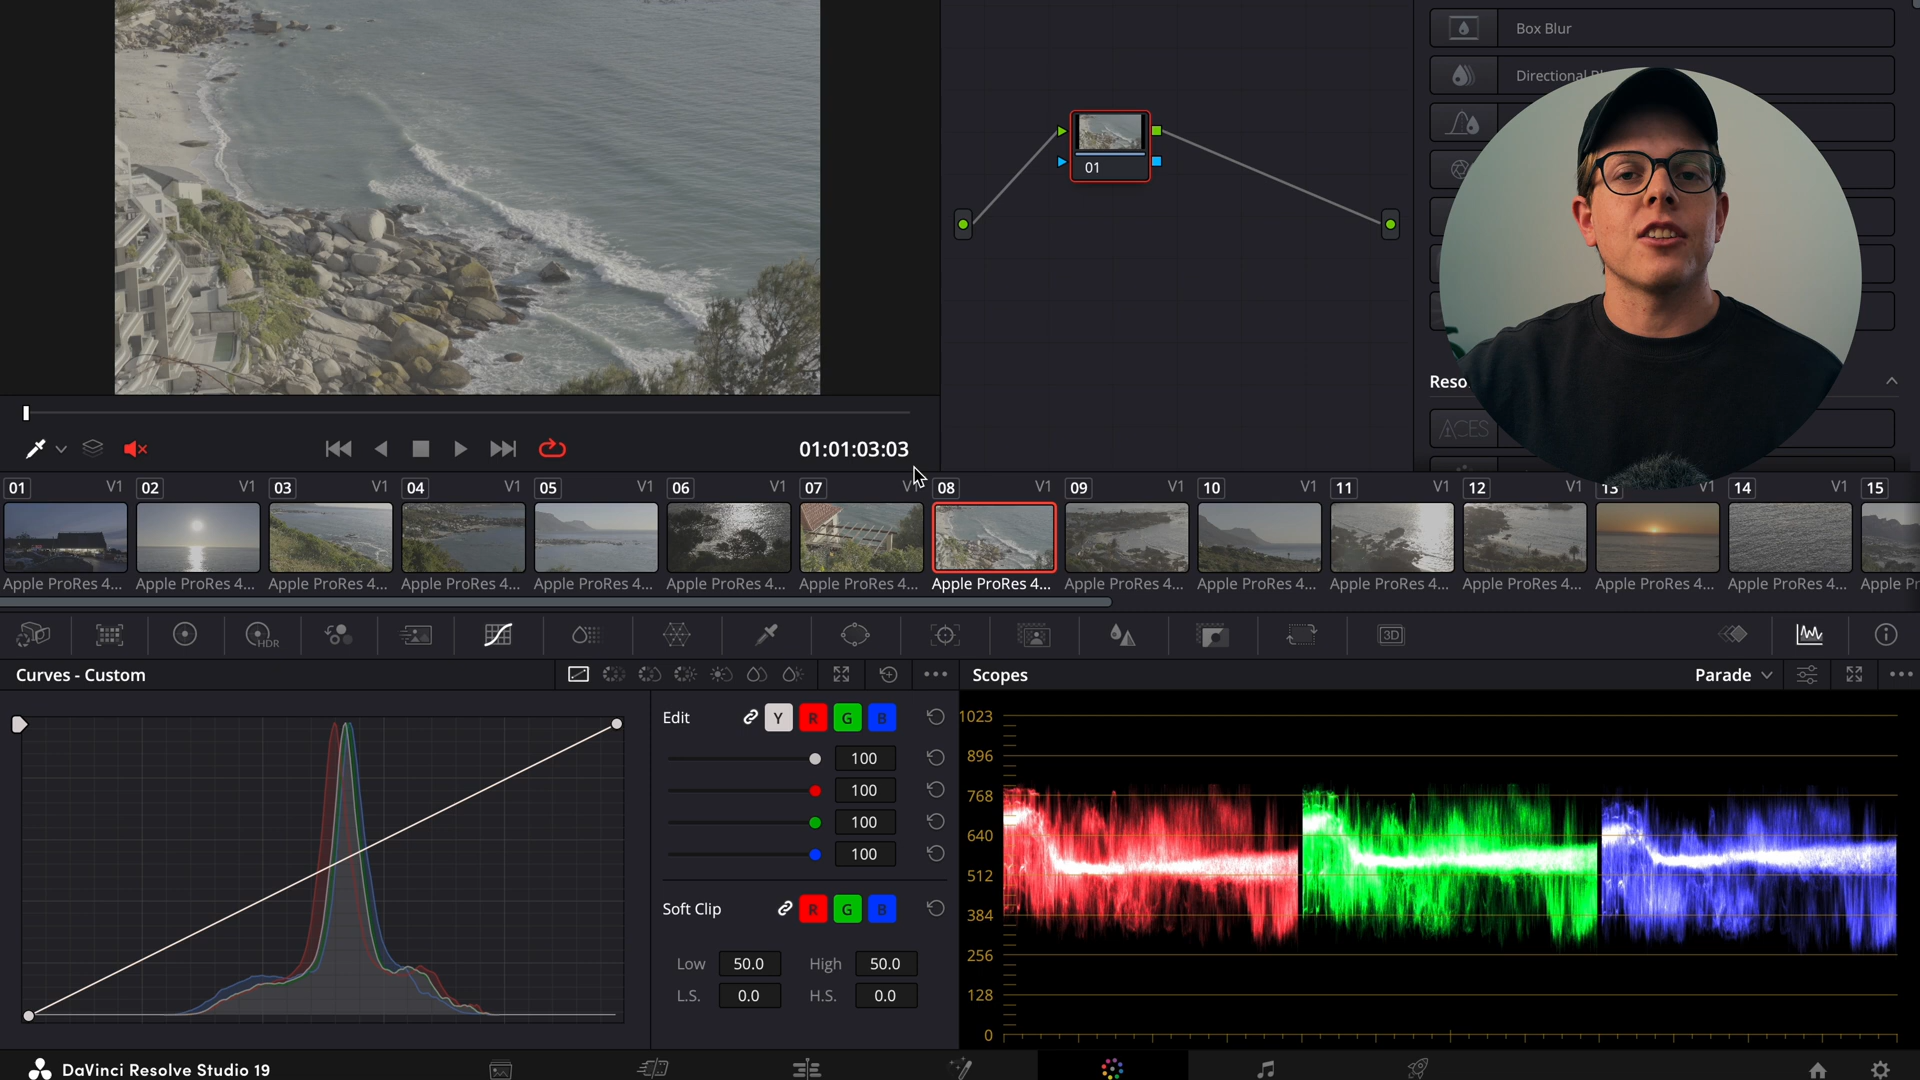 Box Blur
Directional
01
Reso
ACES
01:01:03:03
01 V1 02 V1 03 V1 04 V1 05 V1 06 V1 07 V1 08 V1 09 V1 10 V1 11 V1 12 V1 13 V1 14 V1 15
Apple ProRes 4... Apple ProRes 4... Apple ProRes 4... Apple ProRes 4... Apple ProRes 4... Apple ProRes 4... Apple ProRes 4... Apple ProRes 4... Apple ProRes 4... Apple ProRes 4... Apple ProRes 4... Apple ProRes 4... Apple ProRes 4... Apple ProRes 4... Apple Pr
HDR
3D
Curves - Custom
Scopes
Parade
Edit Y R G B
100
100
100
100
Soft Clip R G B
Low 50.0 High 50.0
L.S. 0.0 H.S. 0.0
1023
896
768
640
512
384
256
128
0
DaVinci Resolve Studio 19